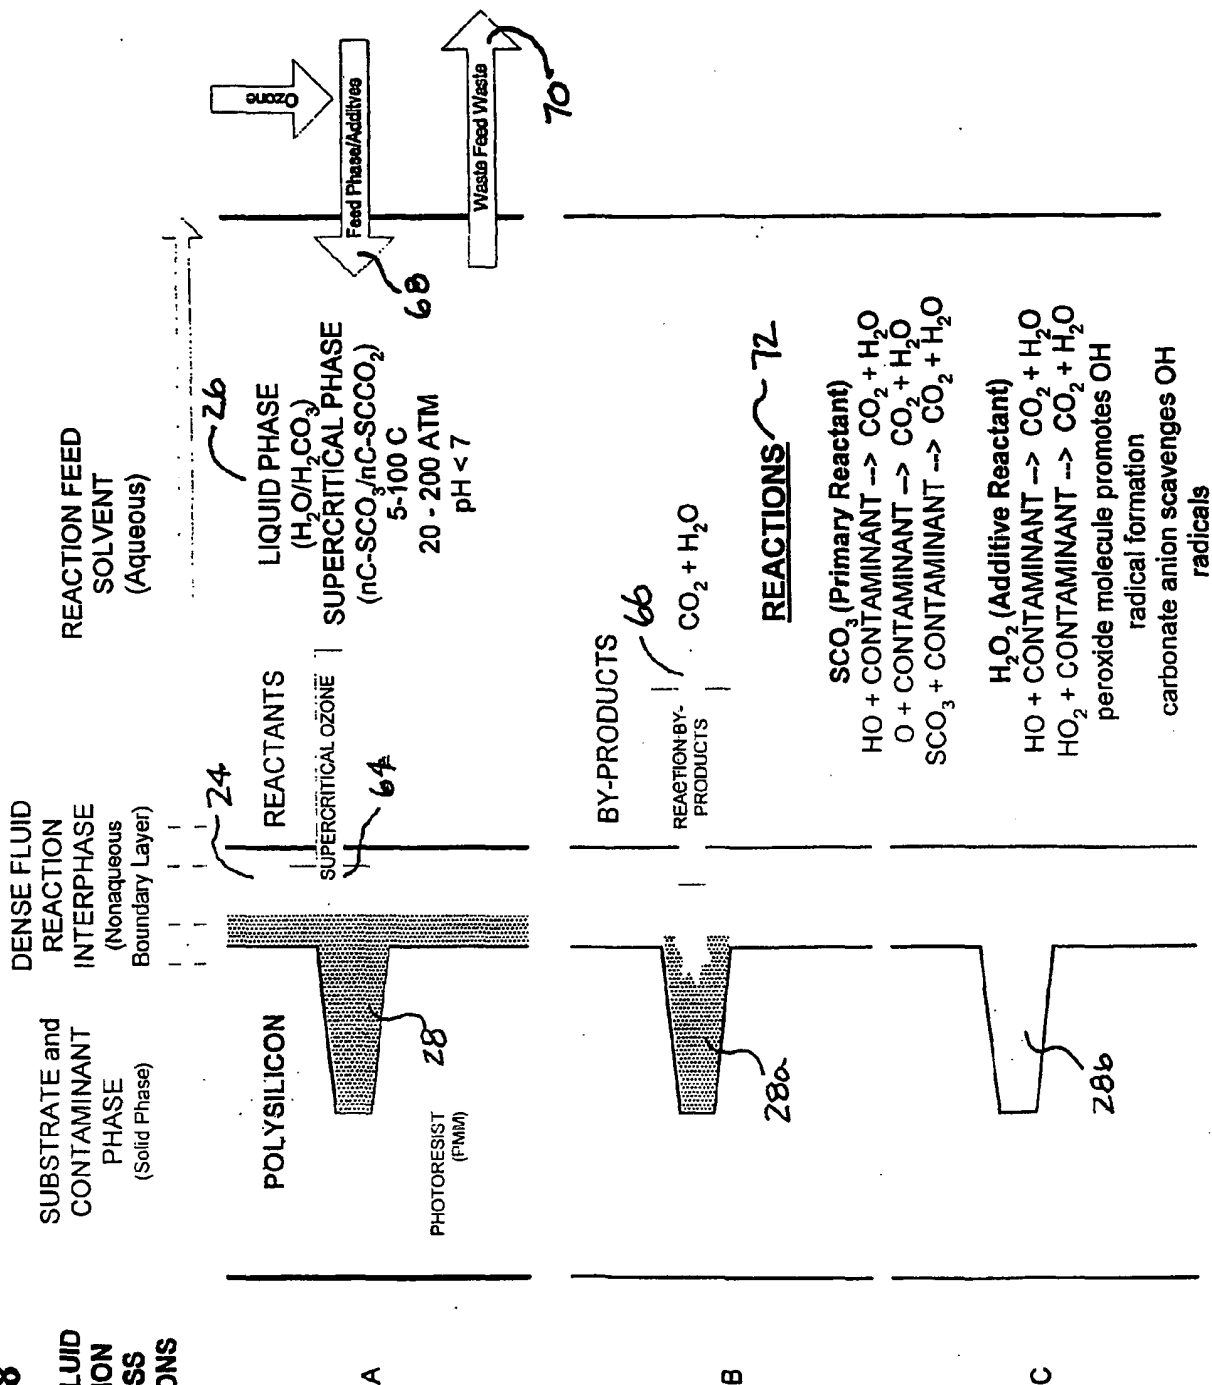 8
LUID
ION
SS
ONS
SUBSTRATE and
CONTAMINANT
PHASE
(Solid Phase)
DENSE FLUID
REACTION
INTERPHASE
(Nonaqueous
Boundary Layer)
REACTION FEED
SOLVENT
(Aqueous)
A
POLYSILICON
PHOTORESIST
(PMM)
28
24
REACTANTS
SUPERCRITICAL OZONE
64
26
LIQUID PHASE
(H₂O/H₂CO₃)
SUPERCRITICAL PHASE
(nC-SCO₃/nC-SCCO₂)
5-100 C
20 - 200 ATM
pH < 7
68
Ozone
Feed Phase/Additves
Waste Feed Waste
70
B
28a
BY-PRODUCTS
REACTION-BY-
PRODUCTS
66
CO₂ + H₂O
C
28b
REACTIONS
72
SCO₃ (Primary Reactant)
HO + CONTAMINANT --> CO₂ + H₂O
O + CONTAMINANT --> CO₂ + H₂O
SCO₃ + CONTAMINANT --> CO₂ + H₂O
H₂O₂ (Additive Reactant)
HO + CONTAMINANT --> CO₂ + H₂O
HO₂ + CONTAMINANT --> CO₂ + H₂O
peroxide molecule promotes OH
radical formation
carbonate anion scavenges OH
radicals